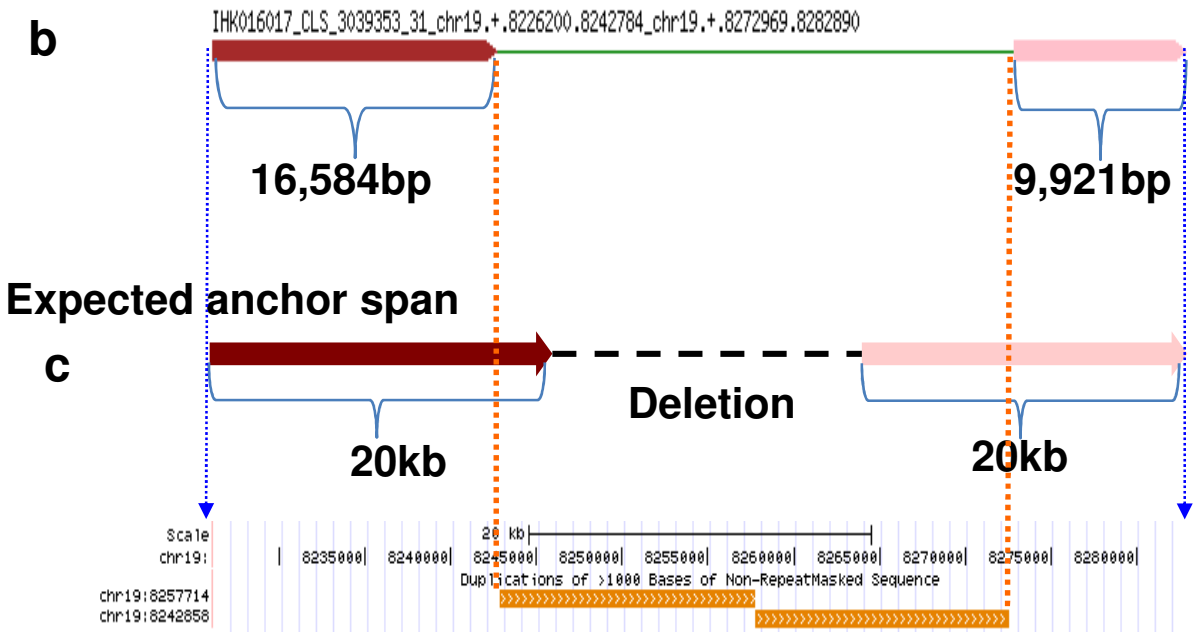 b
IHK016017_CLS_3039353_31_chr19.+.8226200.8242784_chr19.+.8272969.8282890
16,584bp
9,921bp
Expected anchor span
c
Deletion
20kb
20kb
Scale
20 kb
chr19:
8235000
8240000
8245000
8250000
8255000
8260000
8265000
8270000
8275000
8280000
Duplications of >1000 Bases of Non-RepeatMasked Sequence
chr19:8257714
chr19:8242858